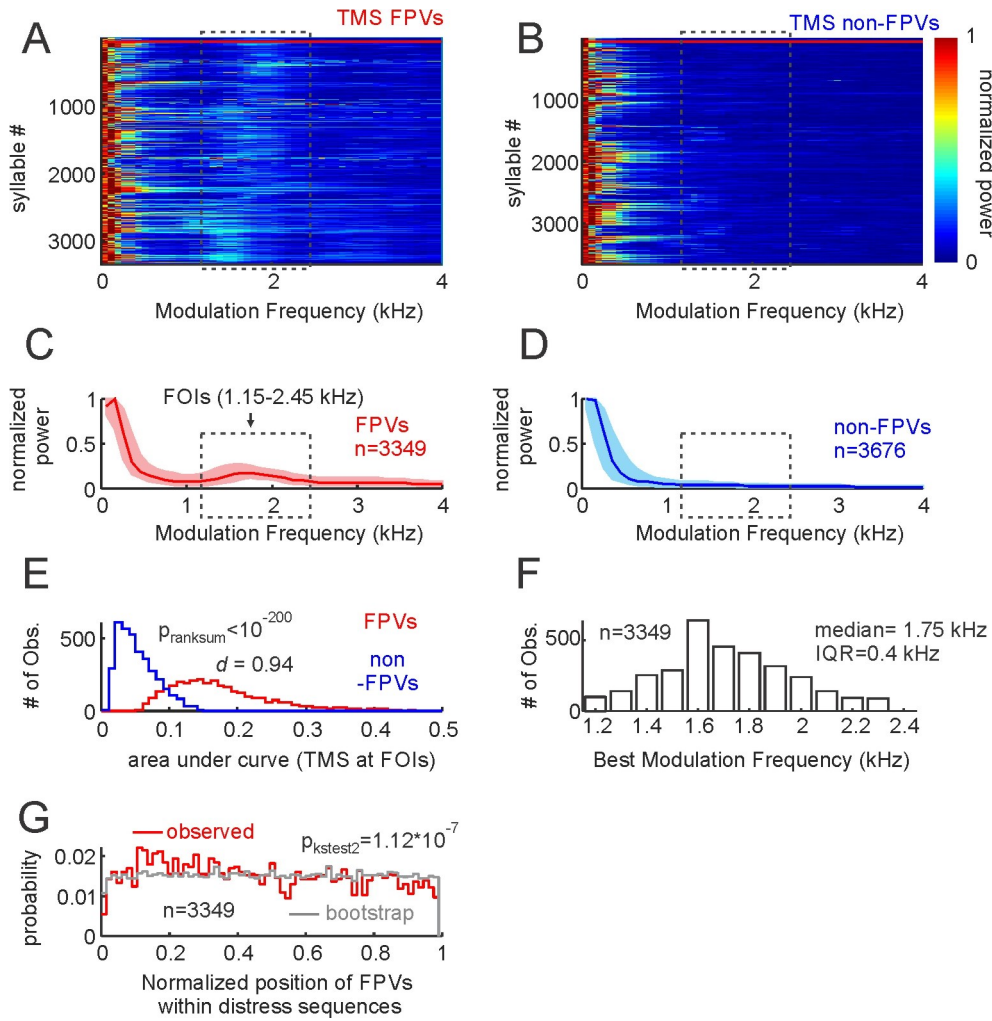 A
TMS FPVs
syllable #
1000
2000
3000
0
2
4
Modulation Frequency (kHz)
B
TMS non-FPVs
1000
2000
3000
0
2
4
Modulation Frequency (kHz)
1
0
normalized power
C
normalized
power
1
0.5
0
FOIs (1.15-2.45 kHz)
FPVs
n=3349
0
1
2
3
4
Modulation Frequency (kHz)
D
normalized
power
1
0.5
0
non-FPVs
n=3676
0
1
2
3
4
Modulation Frequency (kHz)
E
# of Obs.
500
0
pranksum<10-200
d = 0.94
FPVs
non
-FPVs
0
0.1
0.2
0.3
0.4
0.5
area under curve (TMS at FOIs)
F
# of Obs.
500
0
n=3349
median= 1.75 kHz
IQR=0.4 kHz
1.2
1.4
1.6
1.8
2
2.2
2.4
Best Modulation Frequency (kHz)
G
probability
0.02
0.01
0
observed
pkstest2=1.12*10-7
n=3349
bootstrap
0
0.2
0.4
0.6
0.8
1
Normalized position of FPVs
within distress sequences